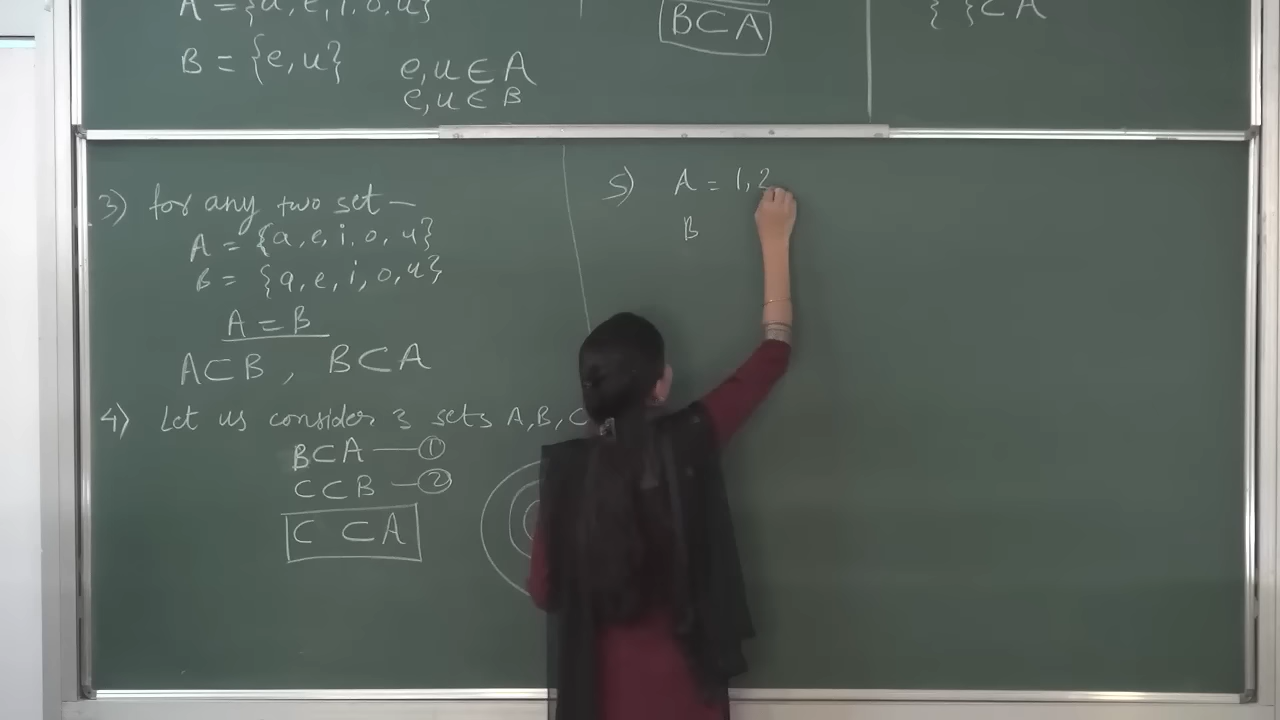 A = {a, e, i, o, u}
B = {e, u}
e, u ∈ A
e, u ∈ B
B ⊂ A
{ } ⊂ A
3) for any two set —
A = {a, e, i, o, u}
B = {a, e, i, o, u}
A = B
A ⊂ B , B ⊂ A
4) Let us consider 3 sets A, B, C
B ⊂ A — ①
C ⊂ B — ②
C ⊂ A
5) A = 1, 2
B